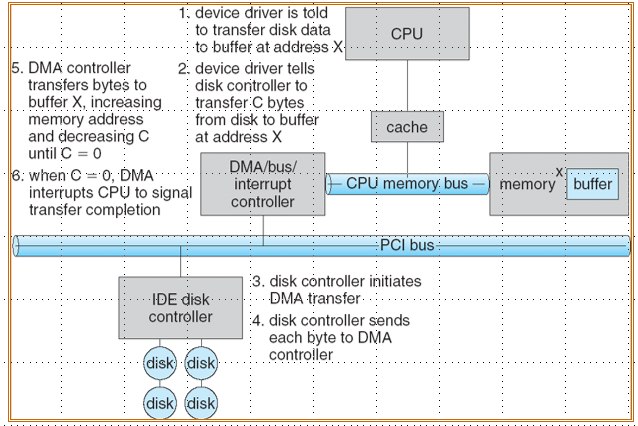 1. device driver is told
to transfer disk data
to buffer at address X
CPU
5. DMA controller
transfers bytes to
buffer X, increasing
memory address
and decreasing C
until C = 0
2. device driver tells
disk controller to
transfer C bytes
from disk to buffer
at address X
cache
6. when C = 0, DMA
interrupts CPU to signal
transfer completion
DMA/bus/
interrupt
controller
CPU memory bus
memory
X
buffer
PCI bus
IDE disk
controller
3. disk controller initiates
DMA transfer
4. disk controller sends
each byte to DMA
controller
disk
disk
disk
disk